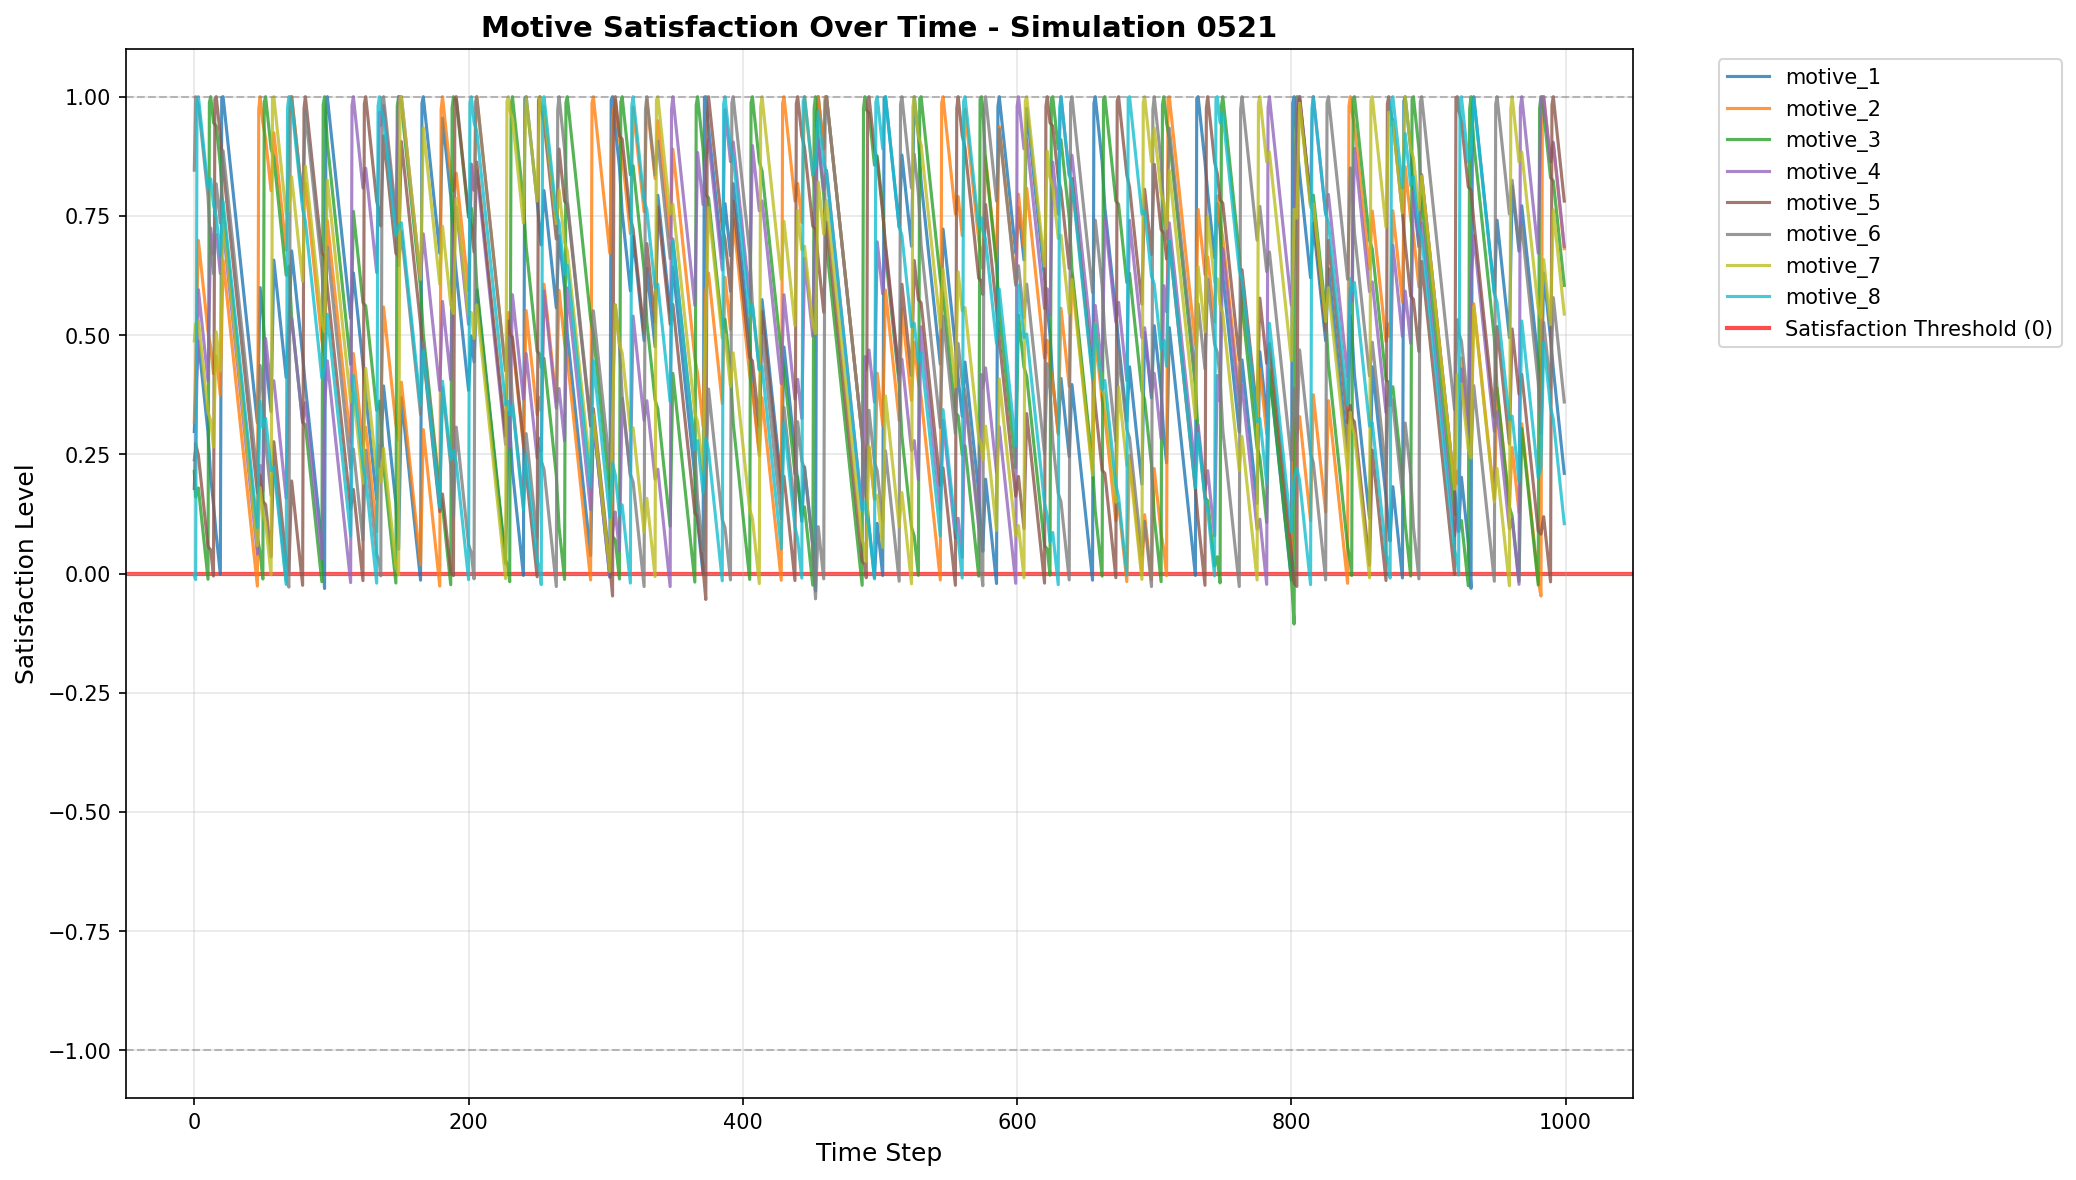 Motive Satisfaction Over Time - Simulation 0521
1.00
0.75
0.50
0.25
0.00
−0.25
−0.50
−0.75
−1.00
Satisfaction Level
0
200
400
600
800
1000
Time Step
motive_1
motive_2
motive_3
motive_4
motive_5
motive_6
motive_7
motive_8
Satisfaction Threshold (0)